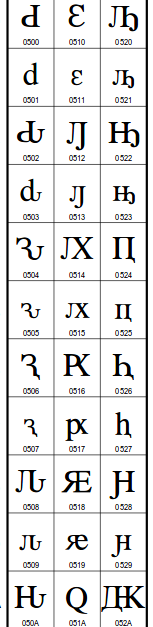 Ԁ Ԑ Ԡ
0500 0510 0520
ԁ ԑ ԡ
0501 0511 0521
Ԃ Ԓ Ԣ
0502 0512 0522
ԃ ԓ ԣ
0503 0513 0523
Ԅ Ԕ Ԥ
0504 0514 0524
ԅ ԕ ԥ
0505 0515 0525
Ԇ Ԗ Ԧ
0506 0516 0526
ԇ ԗ ԧ
0507 0517 0527
Ԉ Ԙ Ԩ
0508 0518 0528
ԉ ԙ ԩ
0509 0519 0529
Ԋ Ԛ Ԫ
050A 051A 052A